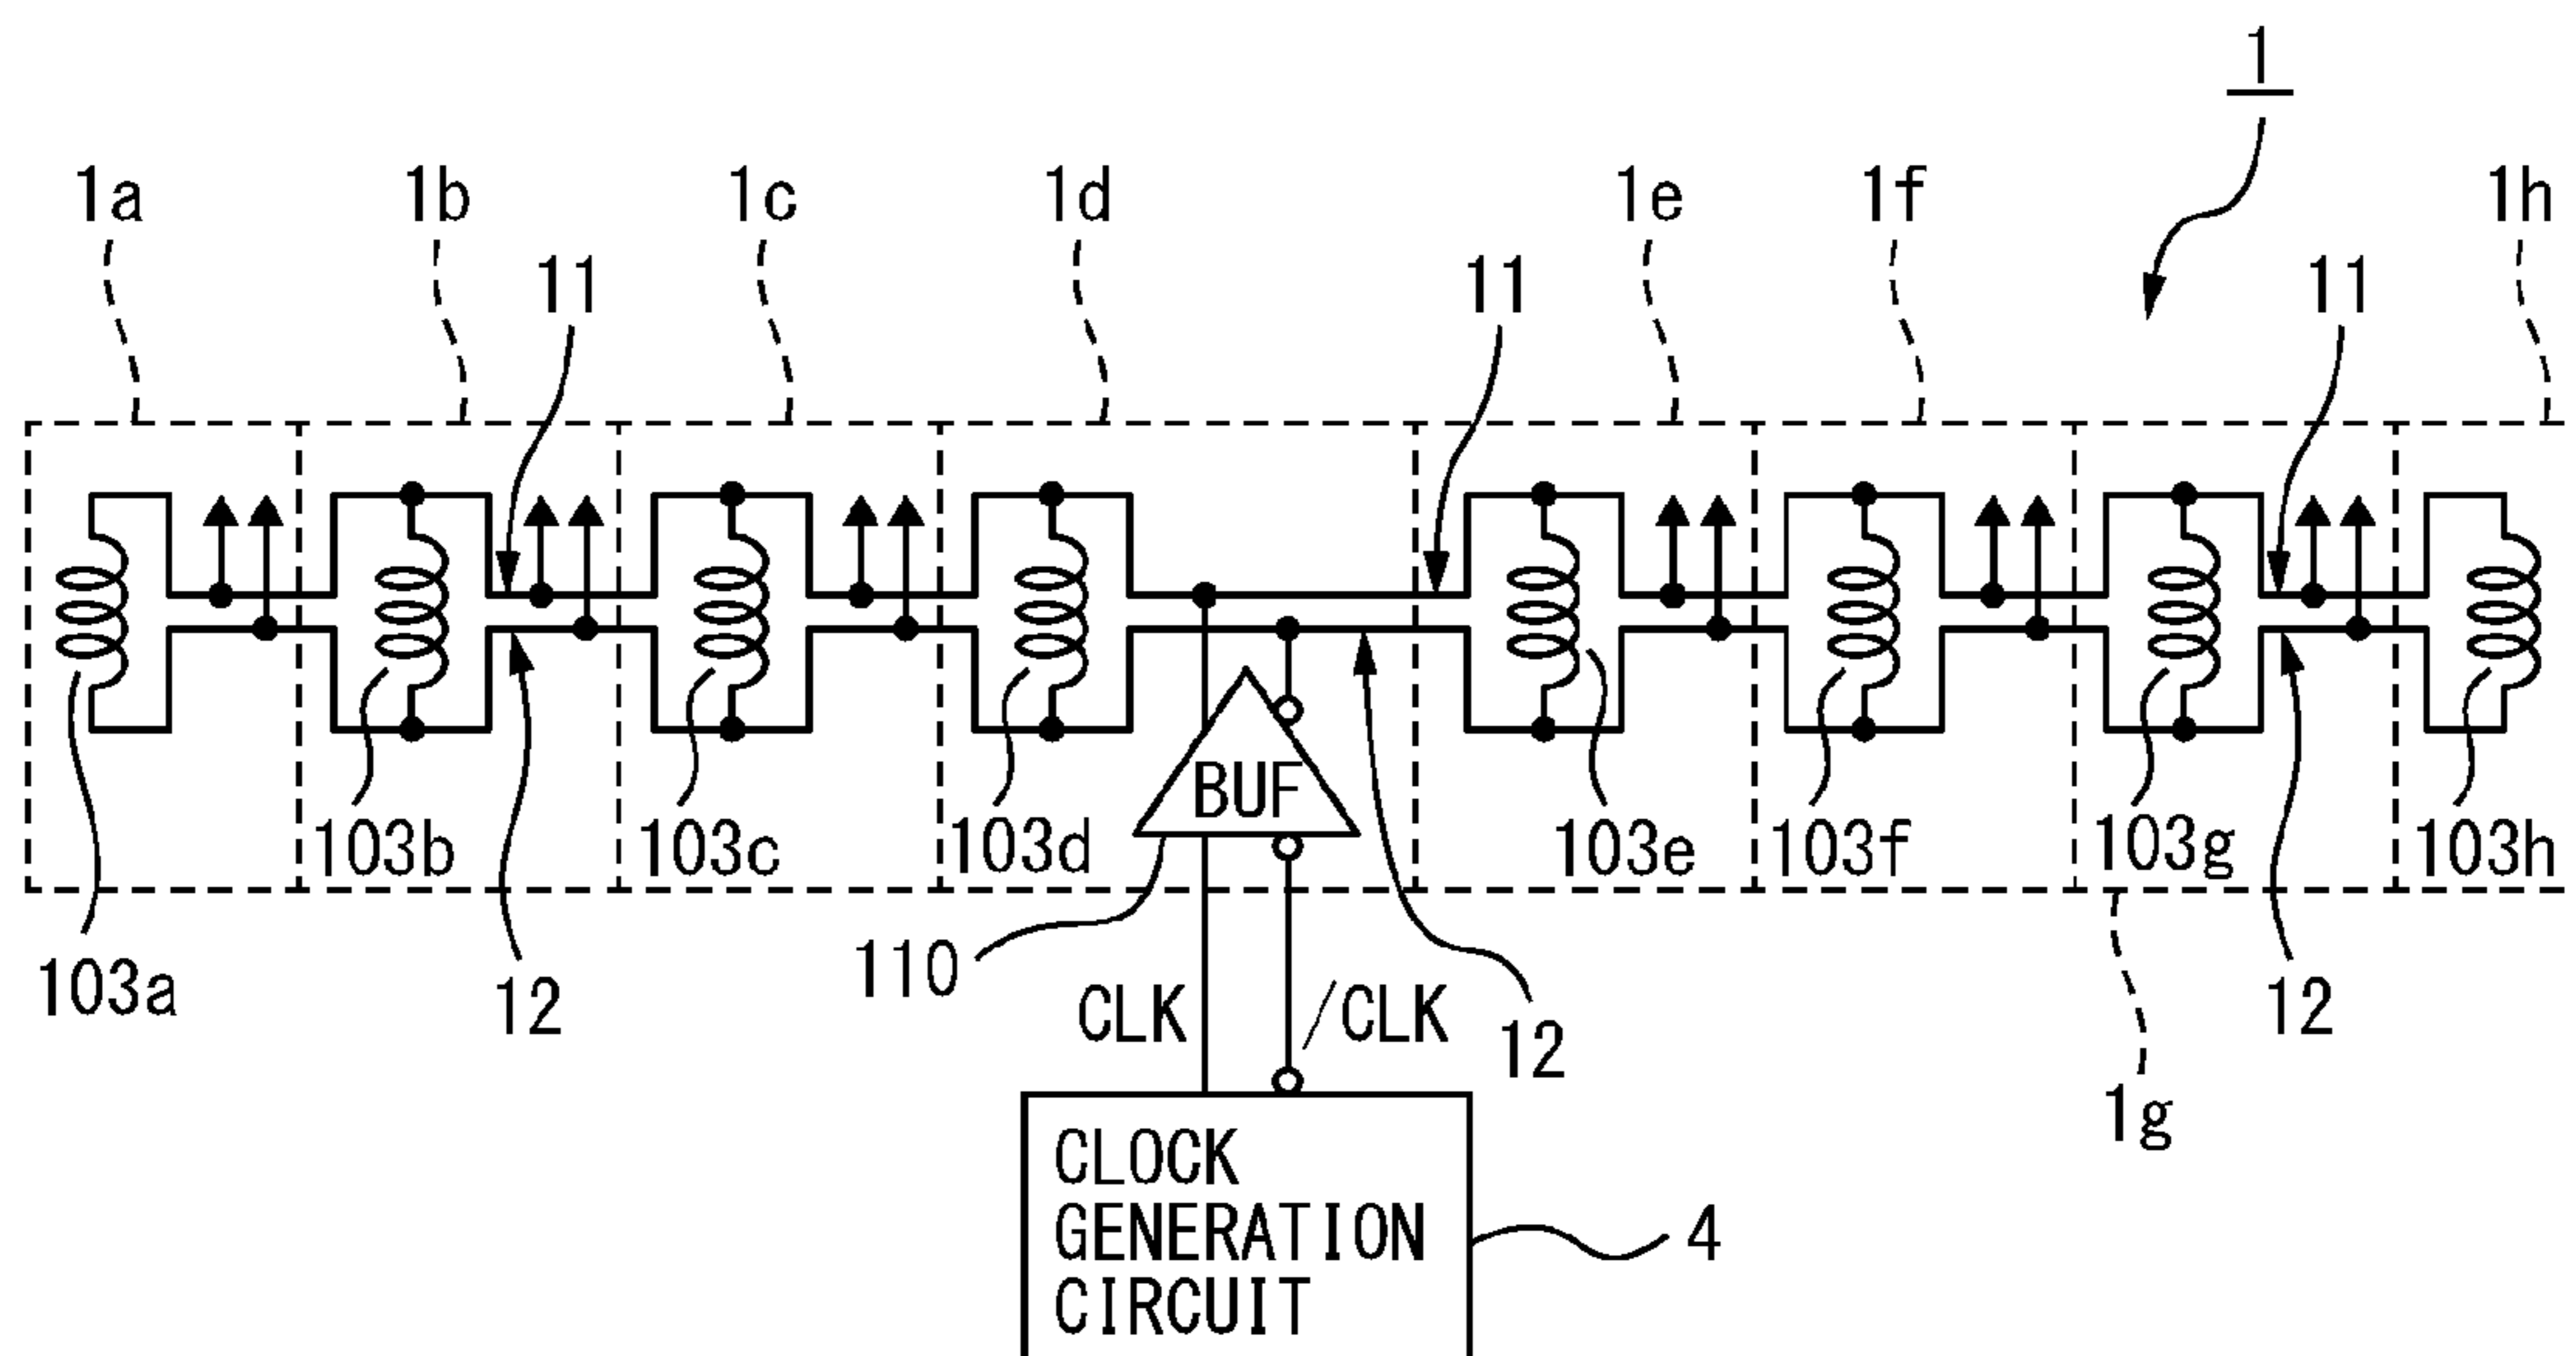 1
1a 1b 1c 1d 1e 1f 1h
11 11 11
BUF
103b 103c 103d 103e 103f 103g 103h
103a 12 110 CLK /CLK 12 12
1g
CLOCK
GENERATION
CIRCUIT
4